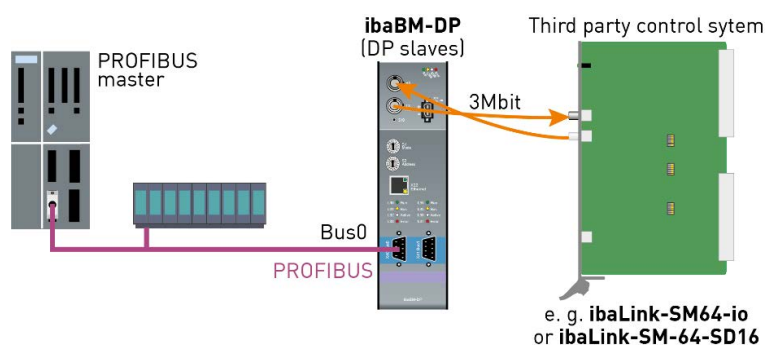 ibaBM-DP
(DP slaves)
Third party control sytem
PROFIBUS
master
3Mbit
Bus0
PROFIBUS
e. g. ibaLink-SM64-io
or ibaLink-SM-64-SD16